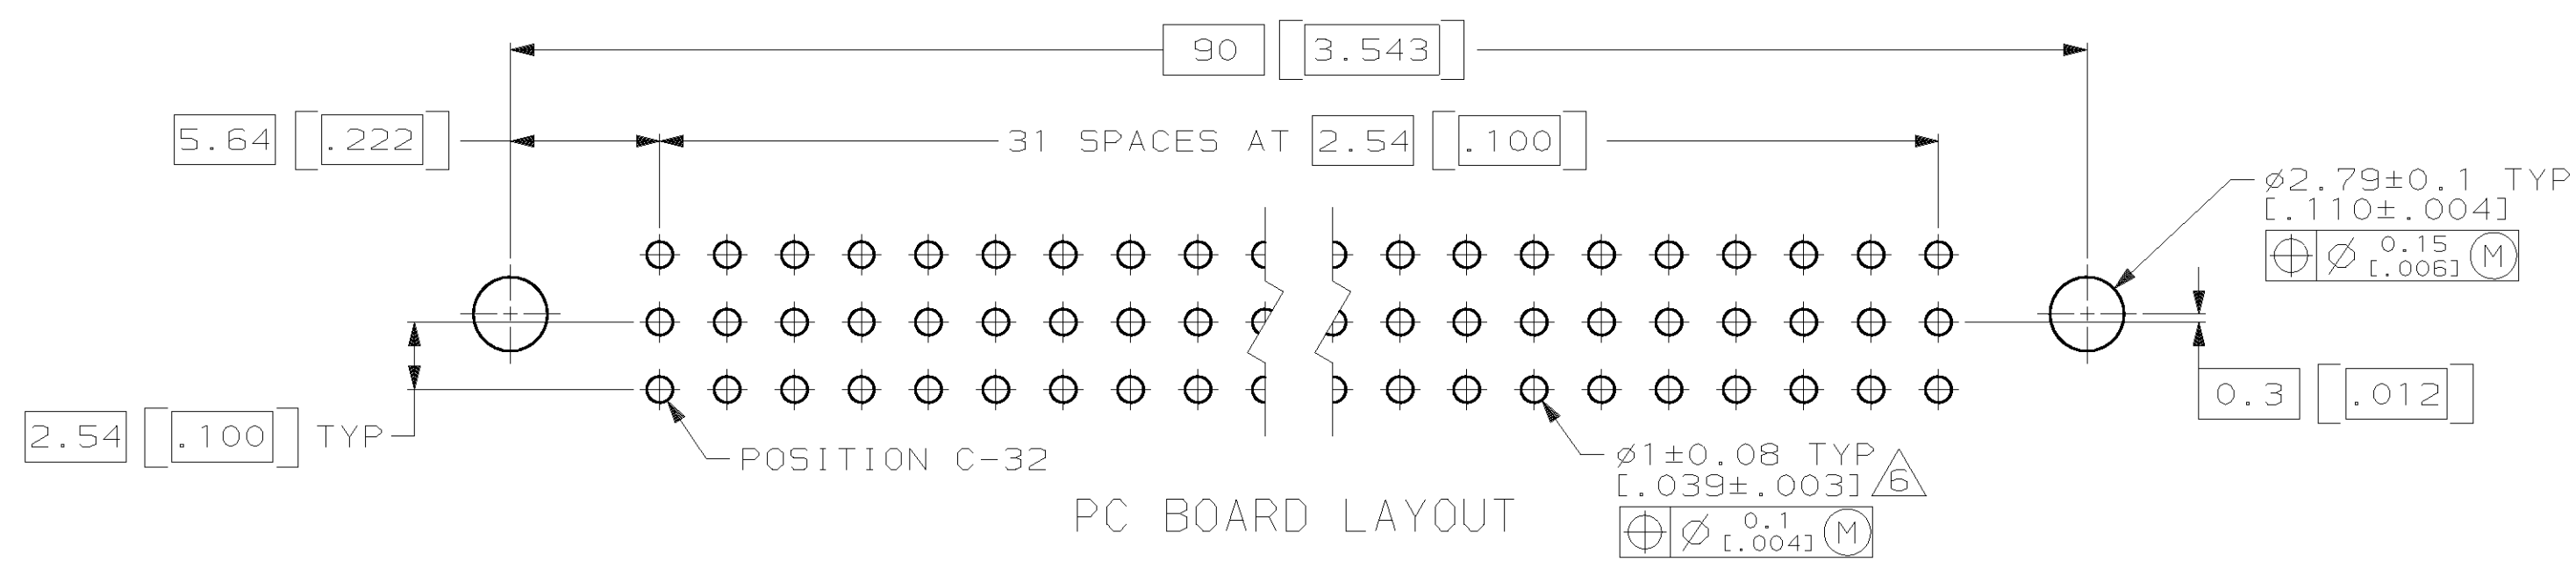 90 [3.543]
5.64 [.222]
31 SPACES AT 2.54 [.100]
⌀2.79±0.1 TYP
[.110±.004]
⌖ ⌀ 0.15 Ⓜ
[.006]
0.3 [.012]
2.54 [.100] TYP
POSITION C-32
⌀1±0.08 TYP
[.039±.003] 6
⌖ ⌀ 0.1 Ⓜ
[.004]
PC BOARD LAYOUT